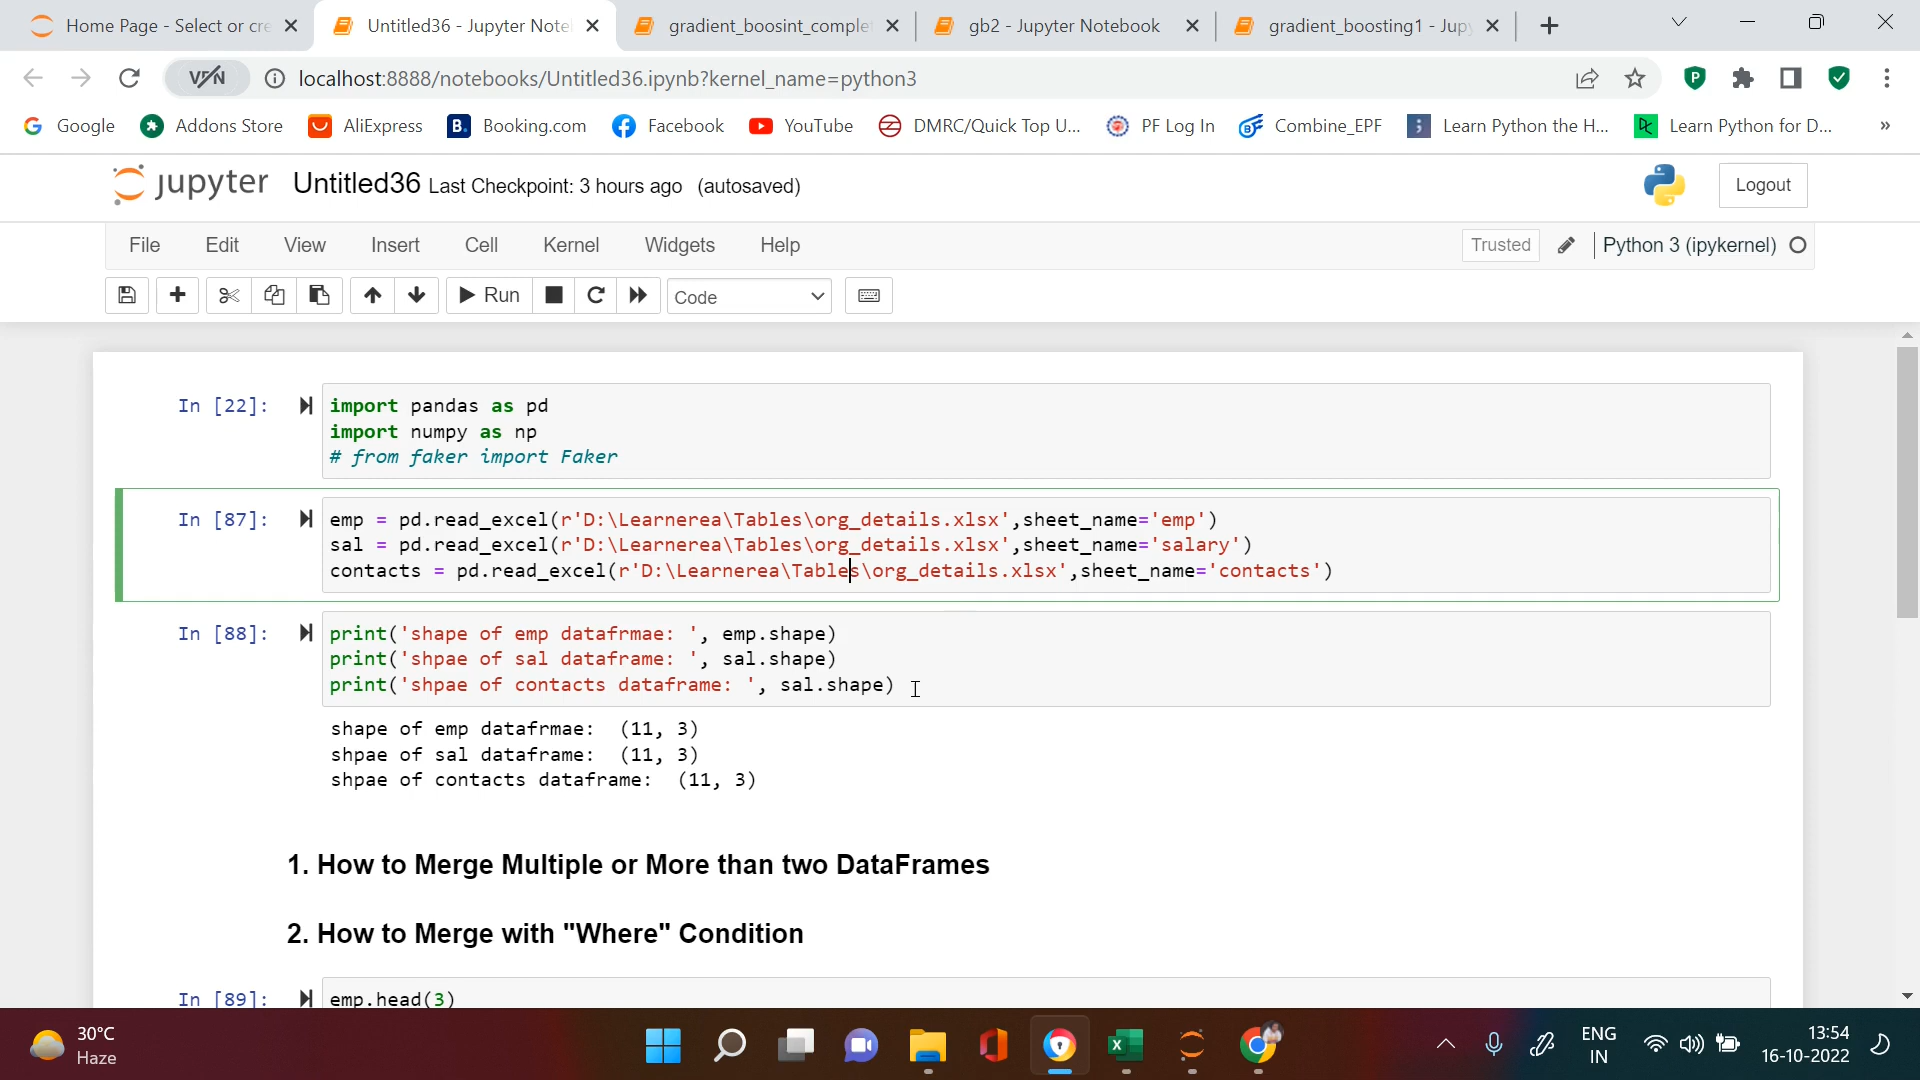 Home Page - Select or cre
Untitled36 - Jupyter Note
gradient_boosint_complet
gb2 - Jupyter Notebook
gradient_boosting1 - Jupy
VPN
localhost:8888/notebooks/Untitled36.ipynb?kernel_name=python3
Google
Addons Store
AliExpress
Booking.com
Facebook
YouTube
DMRC/Quick Top U...
PF Log In
Combine_EPF
Learn Python the H...
Learn Python for D...
»
jupyter Untitled36 Last Checkpoint: 3 hours ago (autosaved)
Logout
File Edit View Insert Cell Kernel Widgets Help
Trusted
Python 3 (ipykernel)
Run
Code
In [22]:
import pandas as pd
import numpy as np
# from faker import Faker
In [87]:
emp = pd.read_excel(r'D:\Learnerea\Tables\org_details.xlsx',sheet_name='emp')
sal = pd.read_excel(r'D:\Learnerea\Tables\org_details.xlsx',sheet_name='salary')
contacts = pd.read_excel(r'D:\Learnerea\Tables\org_details.xlsx',sheet_name='contacts')
In [88]:
print('shape of emp datafrmae: ', emp.shape)
print('shpae of sal dataframe: ', sal.shape)
print('shpae of contacts dataframe: ', sal.shape)
shape of emp datafrmae:  (11, 3)
shpae of sal dataframe:  (11, 3)
shpae of contacts dataframe:  (11, 3)
1. How to Merge Multiple or More than two DataFrames
2. How to Merge with "Where" Condition
In [89]:
emp.head(3)
30°C
Haze
ENG
IN
13:54
16-10-2022